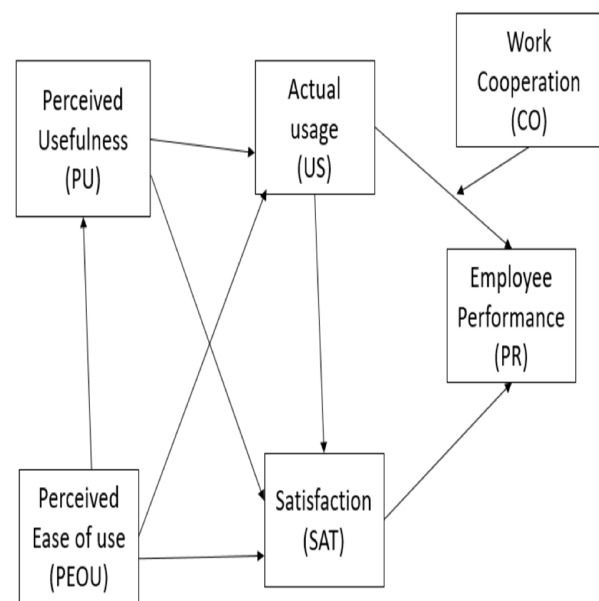 Perceived
Usefulness
(PU)
Actual
usage
(US)
Work
Cooperation
(CO)
Employee
Performance
(PR)
Perceived
Ease of use
(PEOU)
Satisfaction
(SAT)